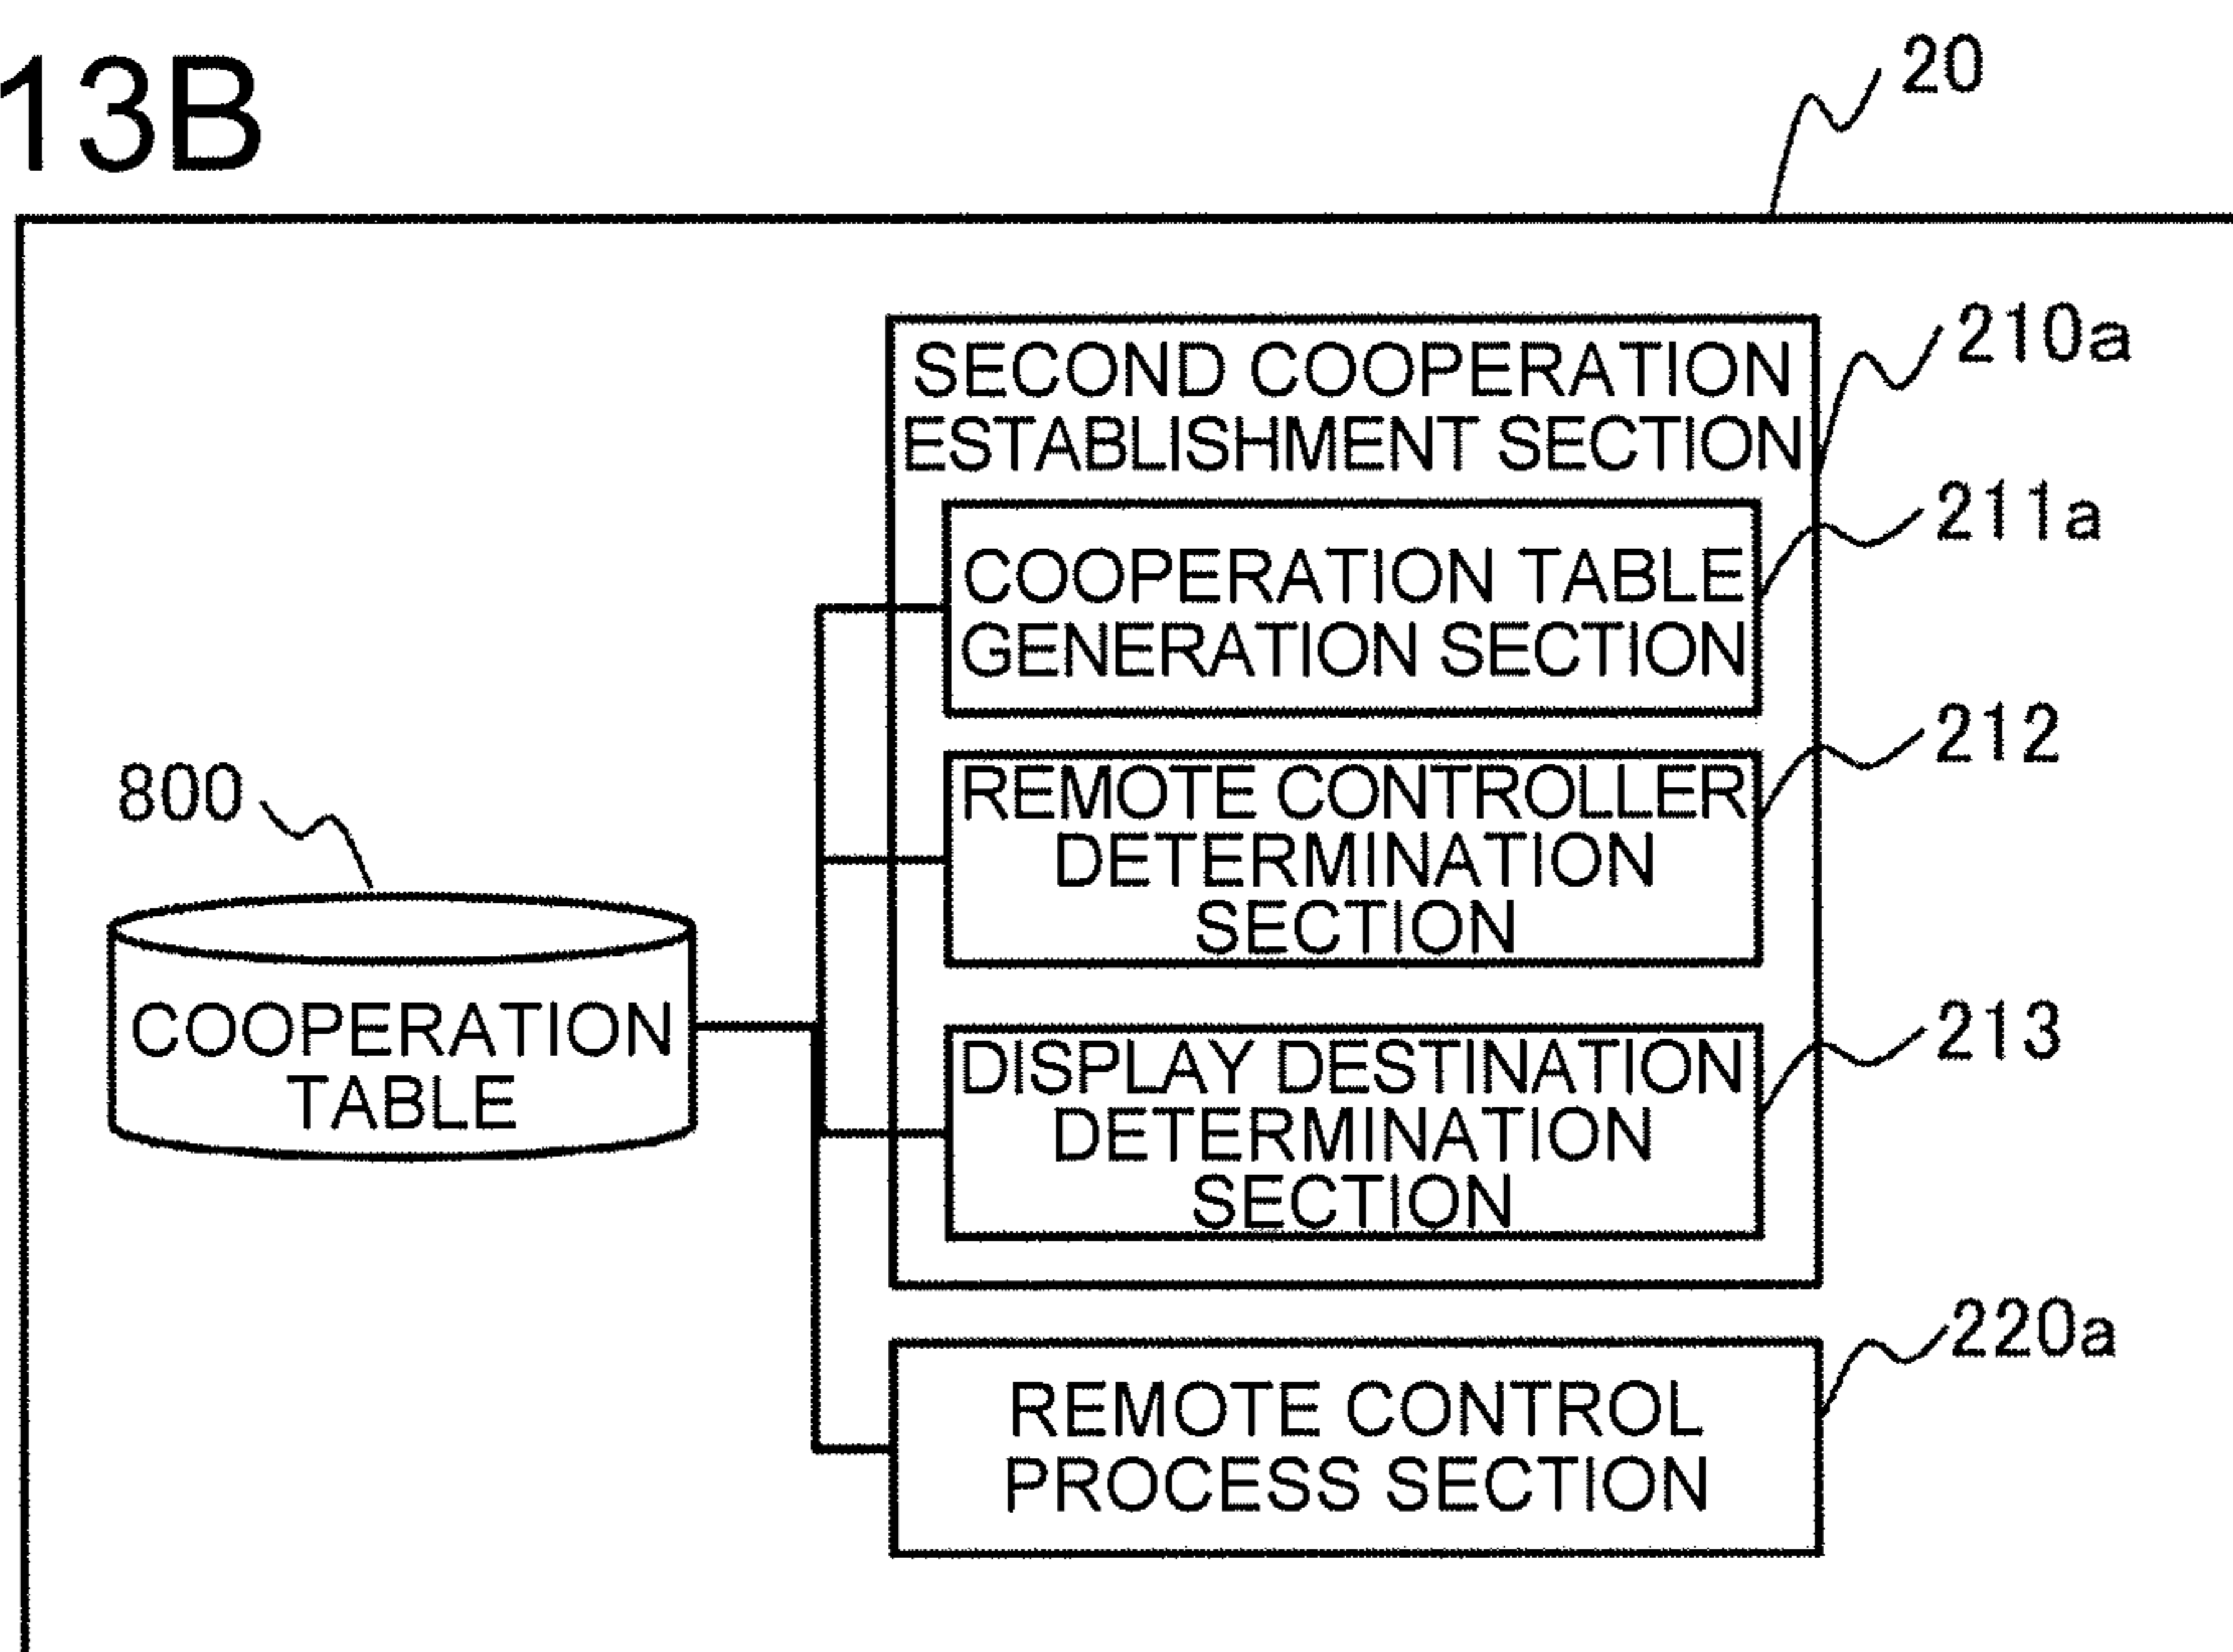 13B
20
SECOND COOPERATION
ESTABLISHMENT SECTION
210a
COOPERATION TABLE
GENERATION SECTION
211a
REMOTE CONTROLLER
DETERMINATION
SECTION
212
800
COOPERATION
TABLE
DISPLAY DESTINATION
DETERMINATION
SECTION
213
REMOTE CONTROL
PROCESS SECTION
220a